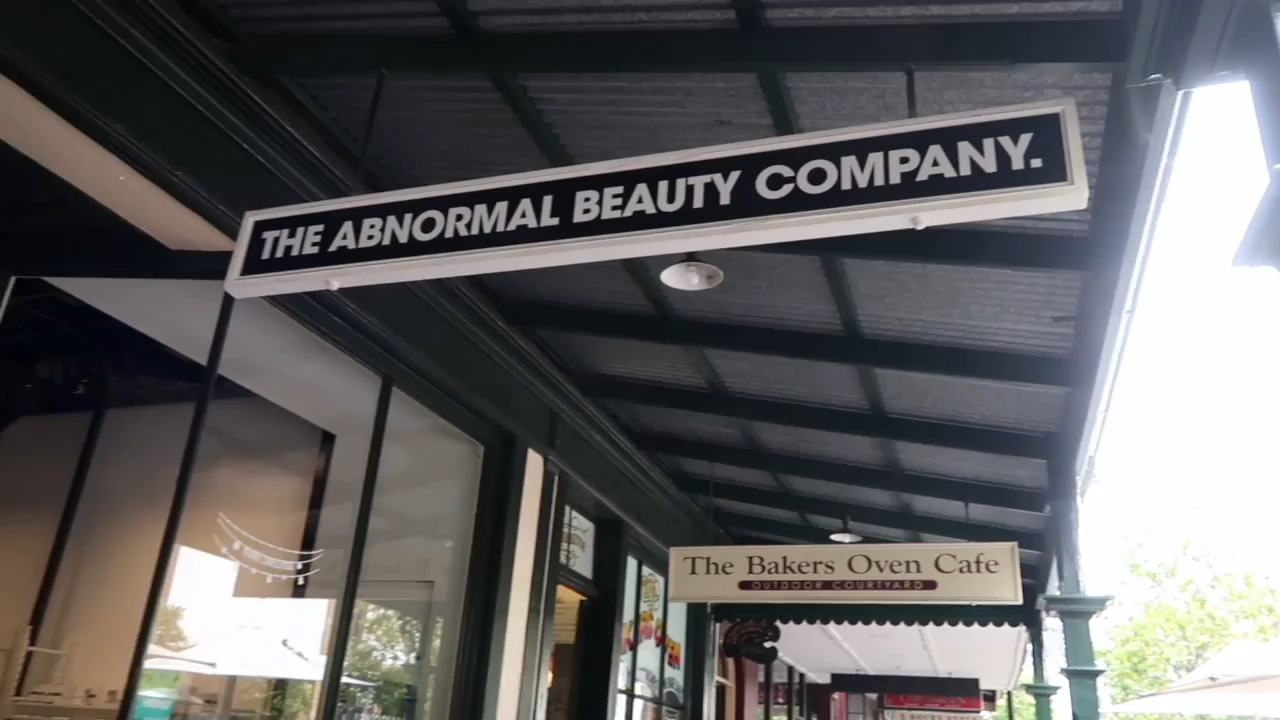 THE ABNORMAL BEAUTY COMPANY.
The Bakers Oven Cafe
OUTDOOR COURTYARD